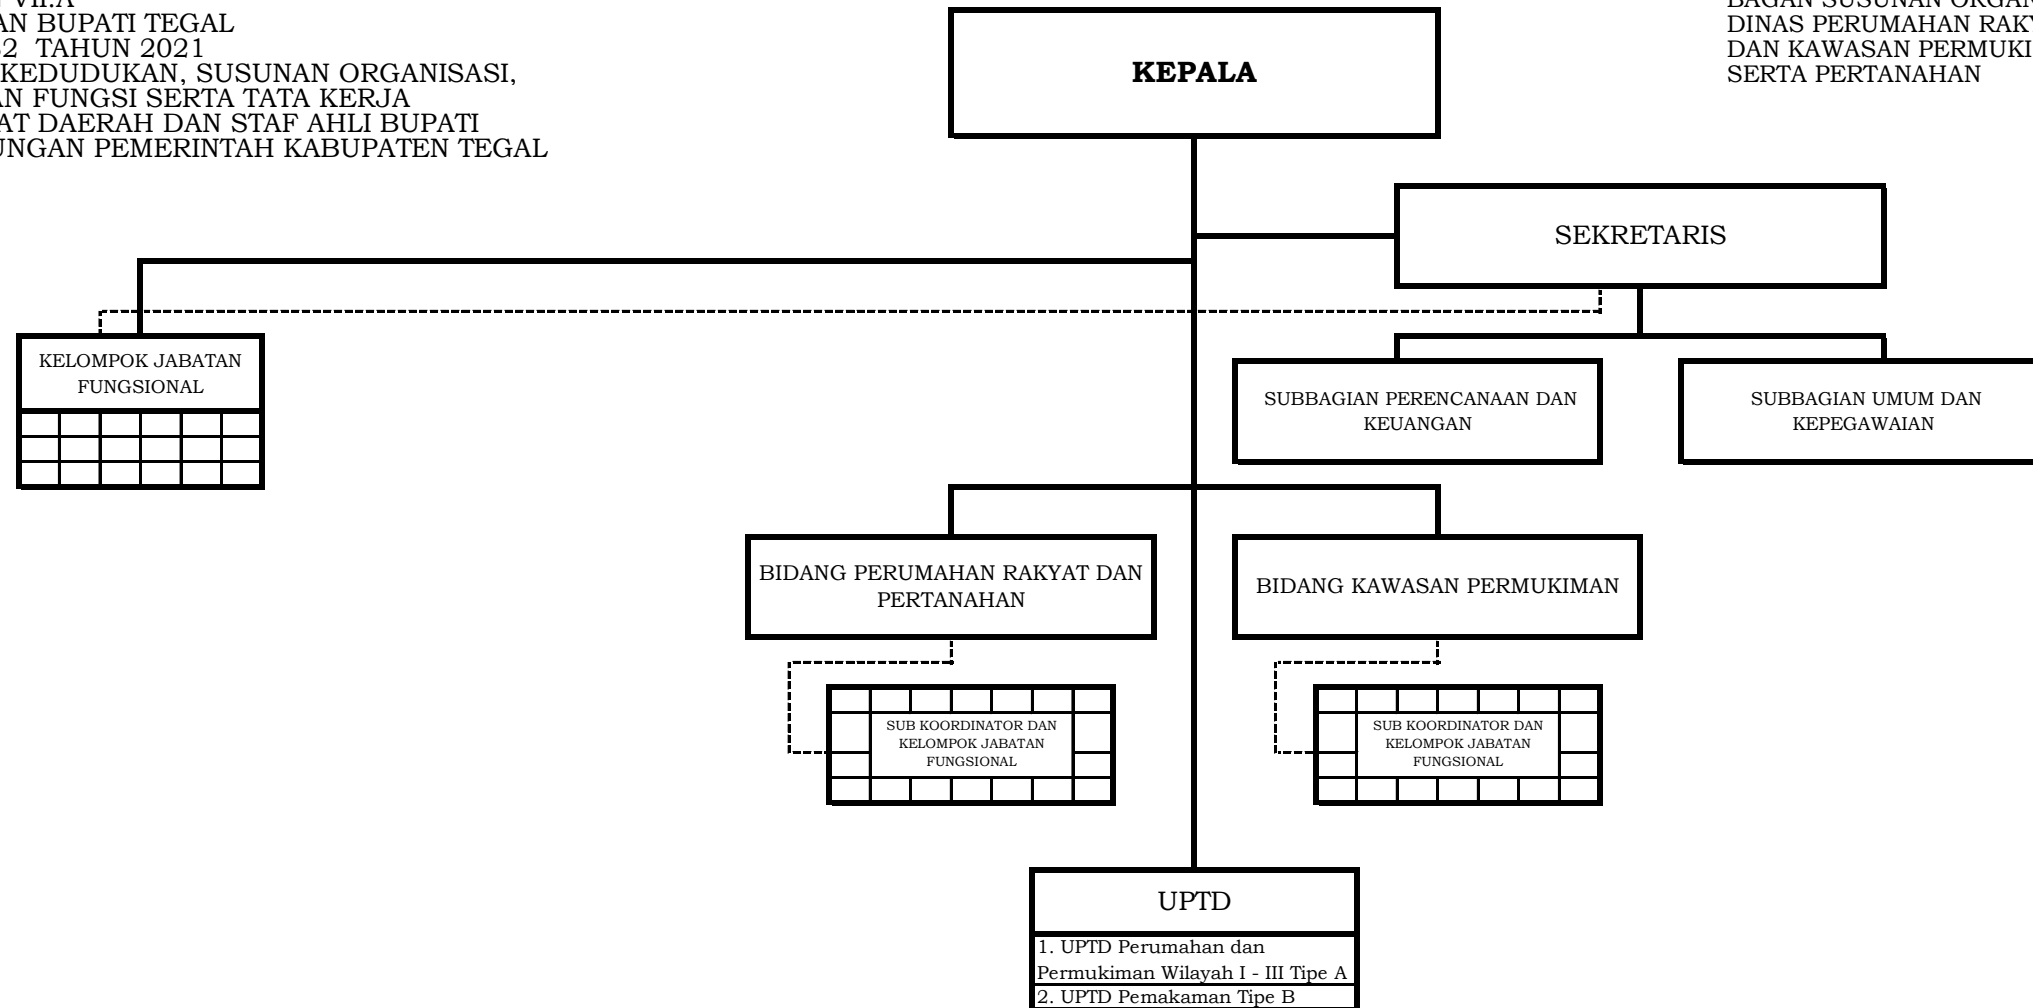 VII.A
AN BUPATI TEGAL
2 TAHUN 2021
KEDUDUKAN, SUSUNAN ORGANISASI,
AN FUNGSI SERTA TATA KERJA
AT DAERAH DAN STAF AHLI BUPATI
UNGAN PEMERINTAH KABUPATEN TEGAL
BAGAN SUSUNAN ORGAN
DINAS PERUMAHAN RAKY
DAN KAWASAN PERMUKI
SERTA PERTANAHAN
KEPALA
SEKRETARIS
KELOMPOK JABATAN
FUNGSIONAL
SUBBAGIAN PERENCANAAN DAN
KEUANGAN
SUBBAGIAN UMUM DAN
KEPEGAWAIAN
BIDANG PERUMAHAN RAKYAT DAN
PERTANAHAN
BIDANG KAWASAN PERMUKIMAN
SUB KOORDINATOR DAN
KELOMPOK JABATAN
FUNGSIONAL
SUB KOORDINATOR DAN
KELOMPOK JABATAN
FUNGSIONAL
UPTD
1. UPTD Perumahan dan
Permukiman Wilayah I - III Tipe A
2. UPTD Pemakaman Tipe B